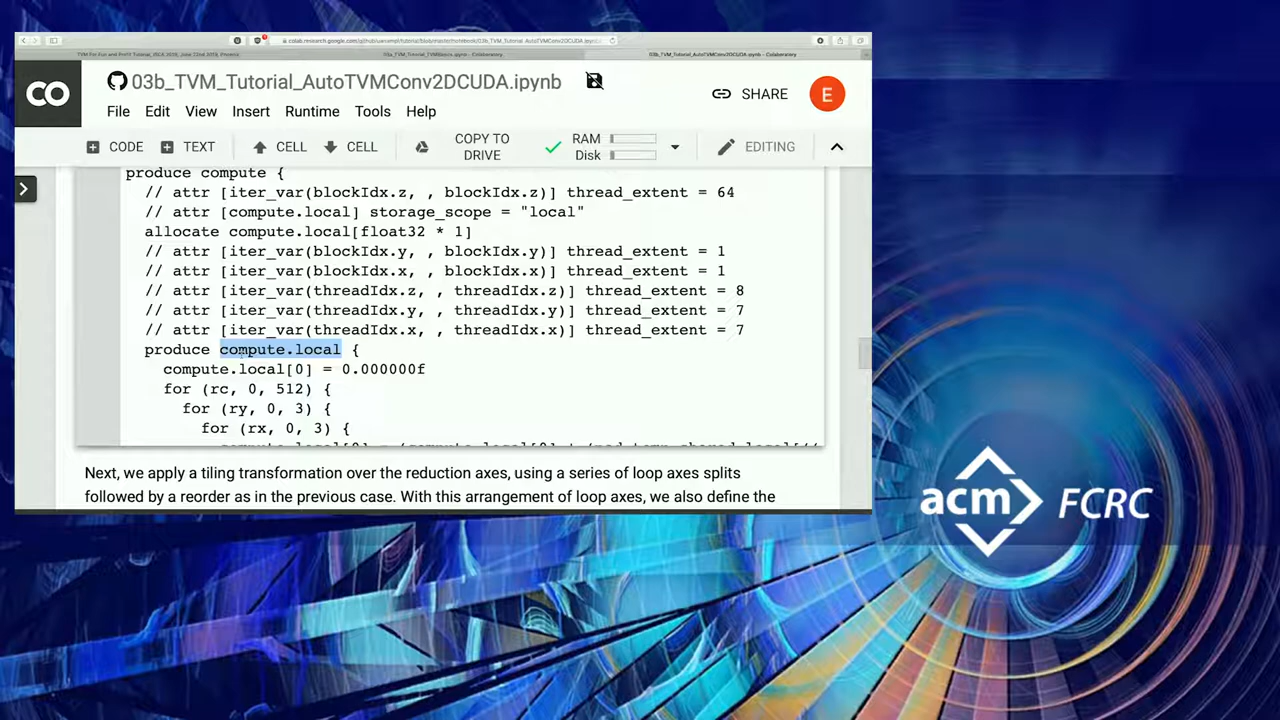 03b_TVM_Tutorial_AutoTVMConv2DCUDA.ipynb
SHARE
E
File Edit View Insert Runtime Tools Help
CODE TEXT CELL CELL COPY TO DRIVE RAM Disk EDITING
produce compute {
// attr [iter_var(blockIdx.z, , blockIdx.z)] thread_extent = 64
// attr [compute.local] storage_scope = "local"
allocate compute.local[float32 * 1]
// attr [iter_var(blockIdx.y, , blockIdx.y)] thread_extent = 1
// attr [iter_var(blockIdx.x, , blockIdx.x)] thread_extent = 1
// attr [iter_var(threadIdx.z, , threadIdx.z)] thread_extent = 8
// attr [iter_var(threadIdx.y, , threadIdx.y)] thread_extent = 7
// attr [iter_var(threadIdx.x, , threadIdx.x)] thread_extent = 7
produce compute.local {
compute.local[0] = 0.000000f
for (rc, 0, 512) {
for (ry, 0, 3) {
for (rx, 0, 3) {
Next, we apply a tiling transformation over the reduction axes, using a series of loop axes splits
followed by a reorder as in the previous case. With this arrangement of loop axes, we also define the
acm FCRC